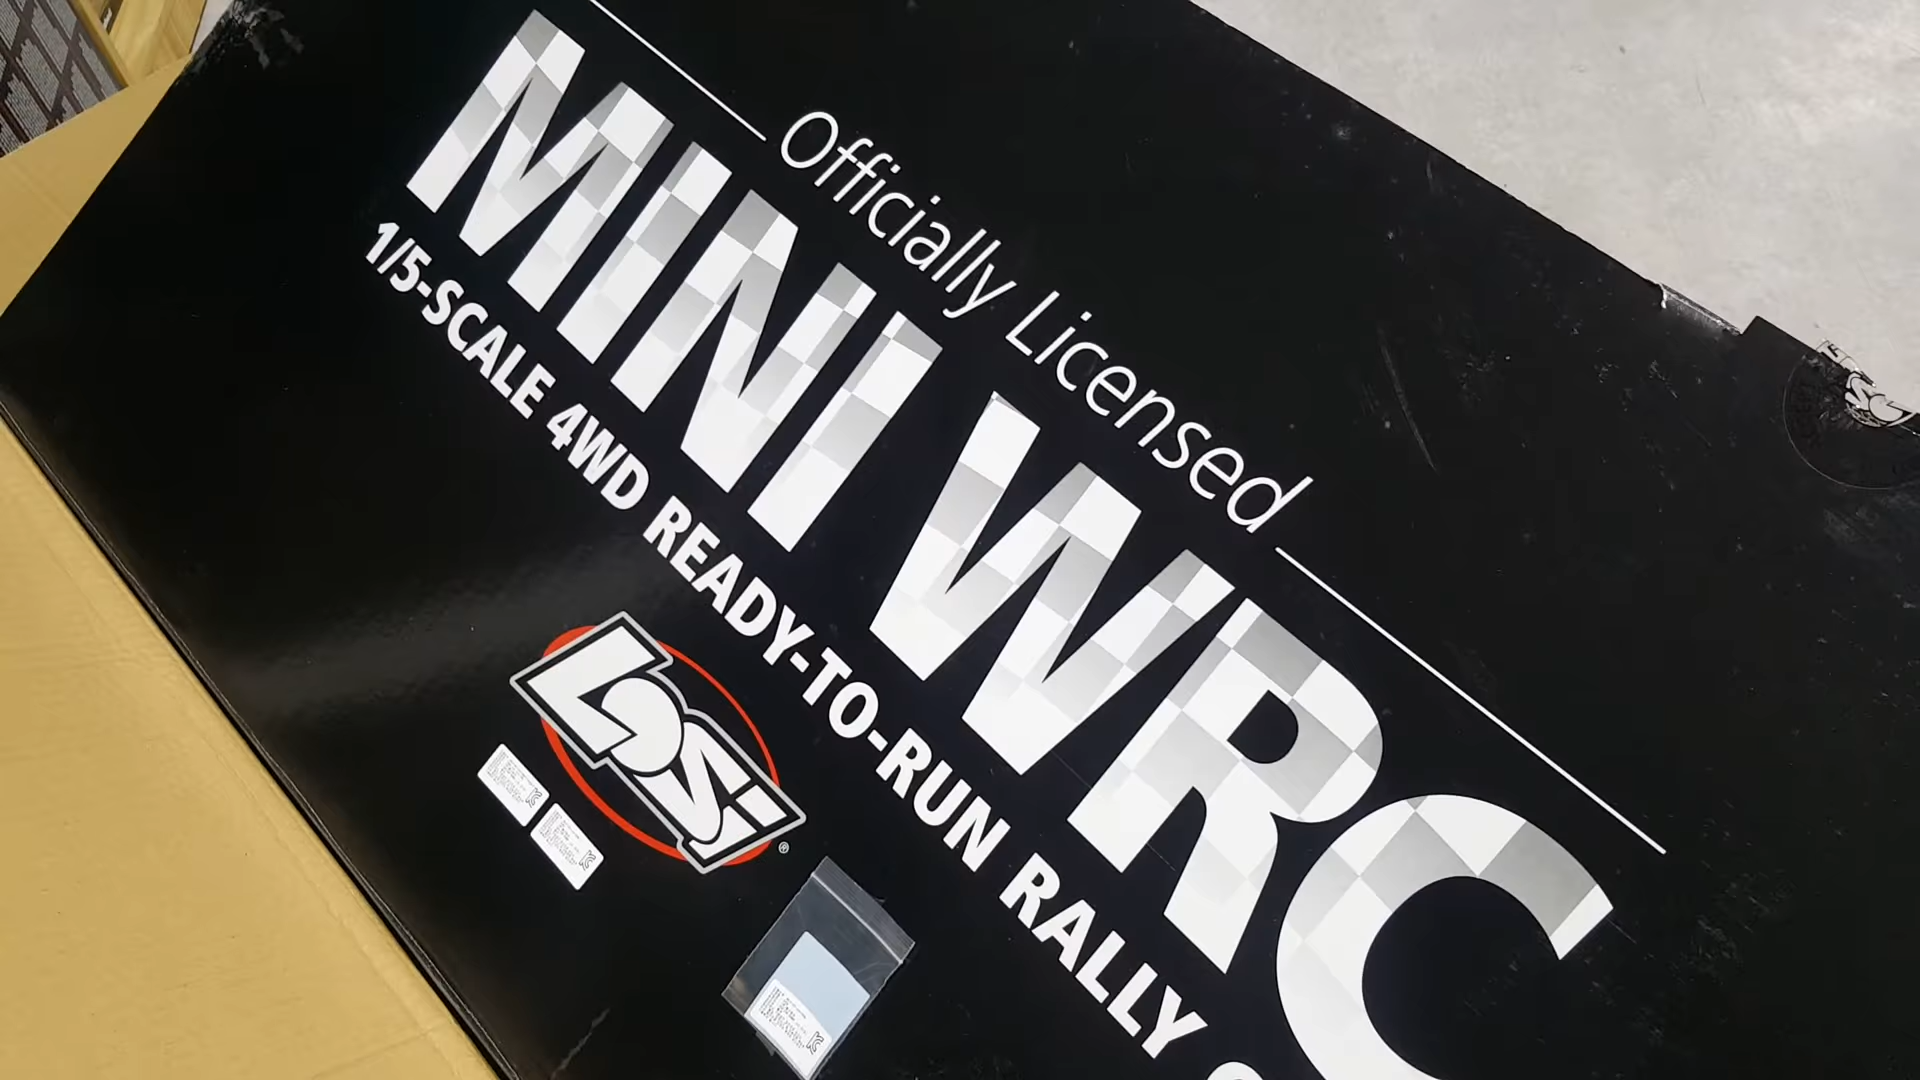 Officially Licensed
MINI WRC
1/5-SCALE 4WD READY-TO-RUN RALLY
LOSI
®